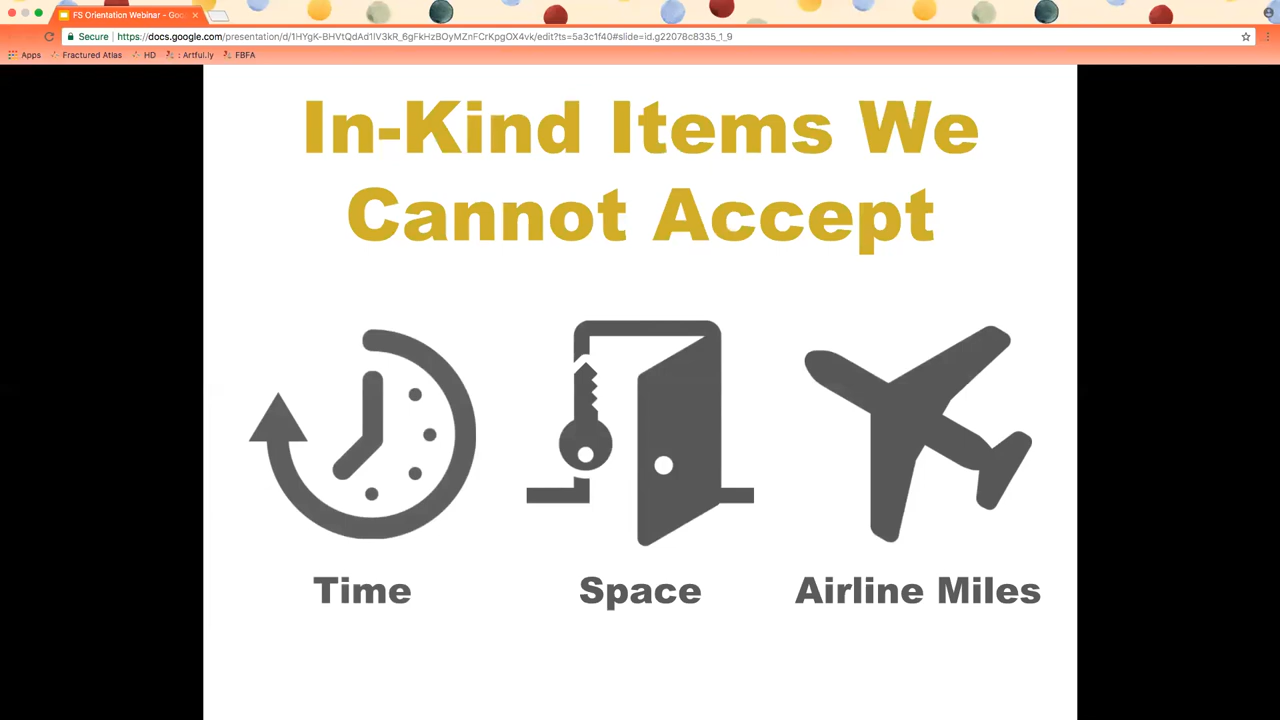 FS Orientation Webinar - Goo
Secure
https://docs.google.com/presentation/d/1HYgK-BHVtQdAd1IV3kR_6gFkHzBOyMZnFCrKpgOX4vk/edit?ts=5a3c1f40#slide=id.g22078c8335_1_9
Apps
Fractured Atlas
HD
: Artful.ly
FBFA
In-Kind Items We
Cannot Accept
Time
Space
Airline Miles